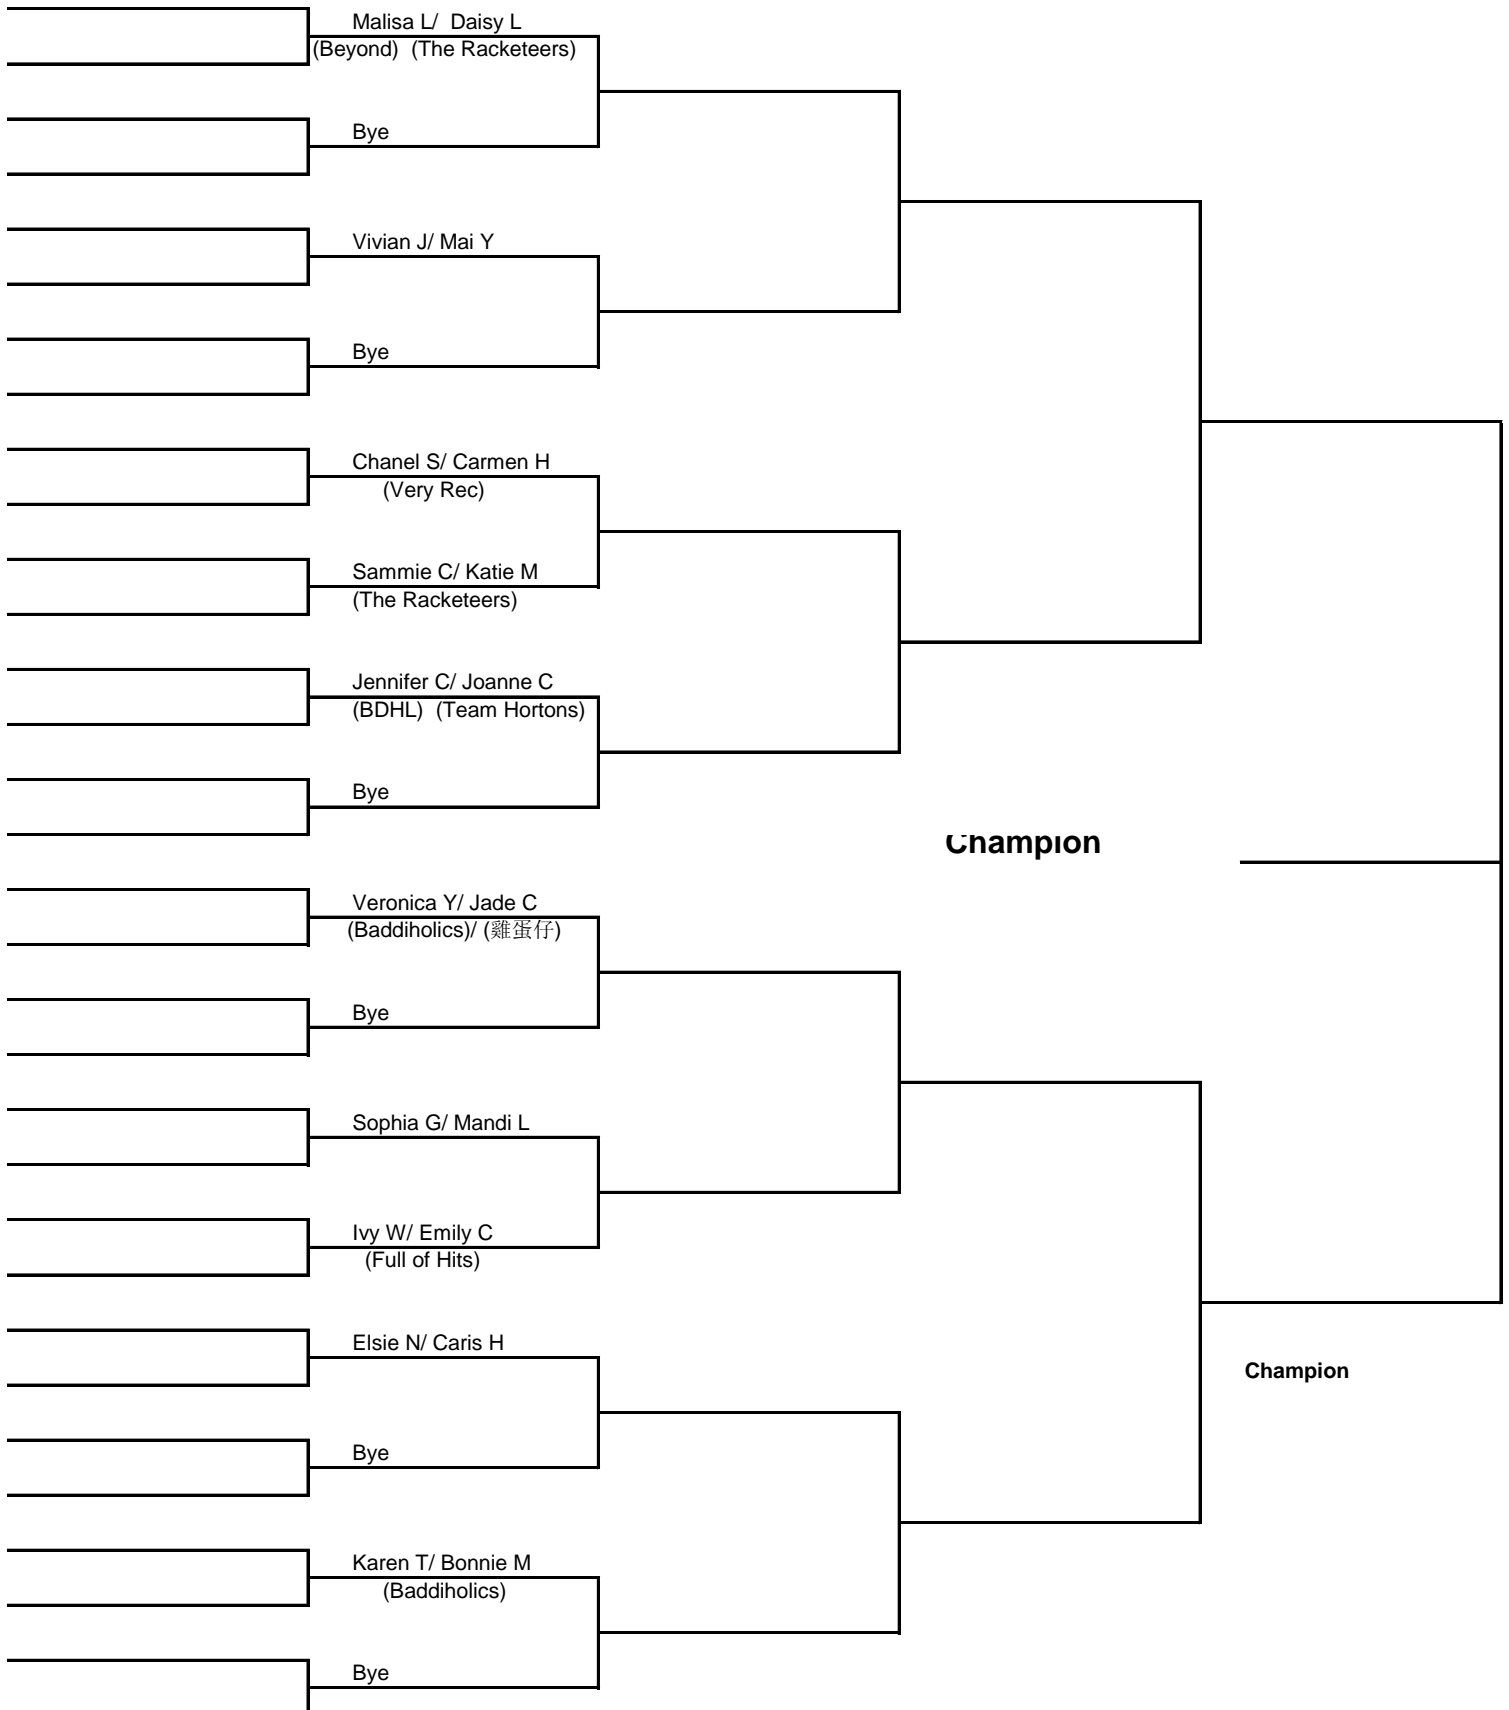 Malisa L/  Daisy L
(Beyond)  (The Racketeers)
Bye
Vivian J/ Mai Y
Bye
Chanel S/ Carmen H
(Very Rec)
Sammie C/ Katie M
(The Racketeers)
Jennifer C/ Joanne C
(BDHL)  (Team Hortons)
Bye
Champion
Veronica Y/ Jade C
(Baddiholics)/ (雞蛋仔)
Bye
Sophia G/ Mandi L
Ivy W/ Emily C
(Full of Hits)
Elsie N/ Caris H
Champion
Bye
Karen T/ Bonnie M
(Baddiholics)
Bye